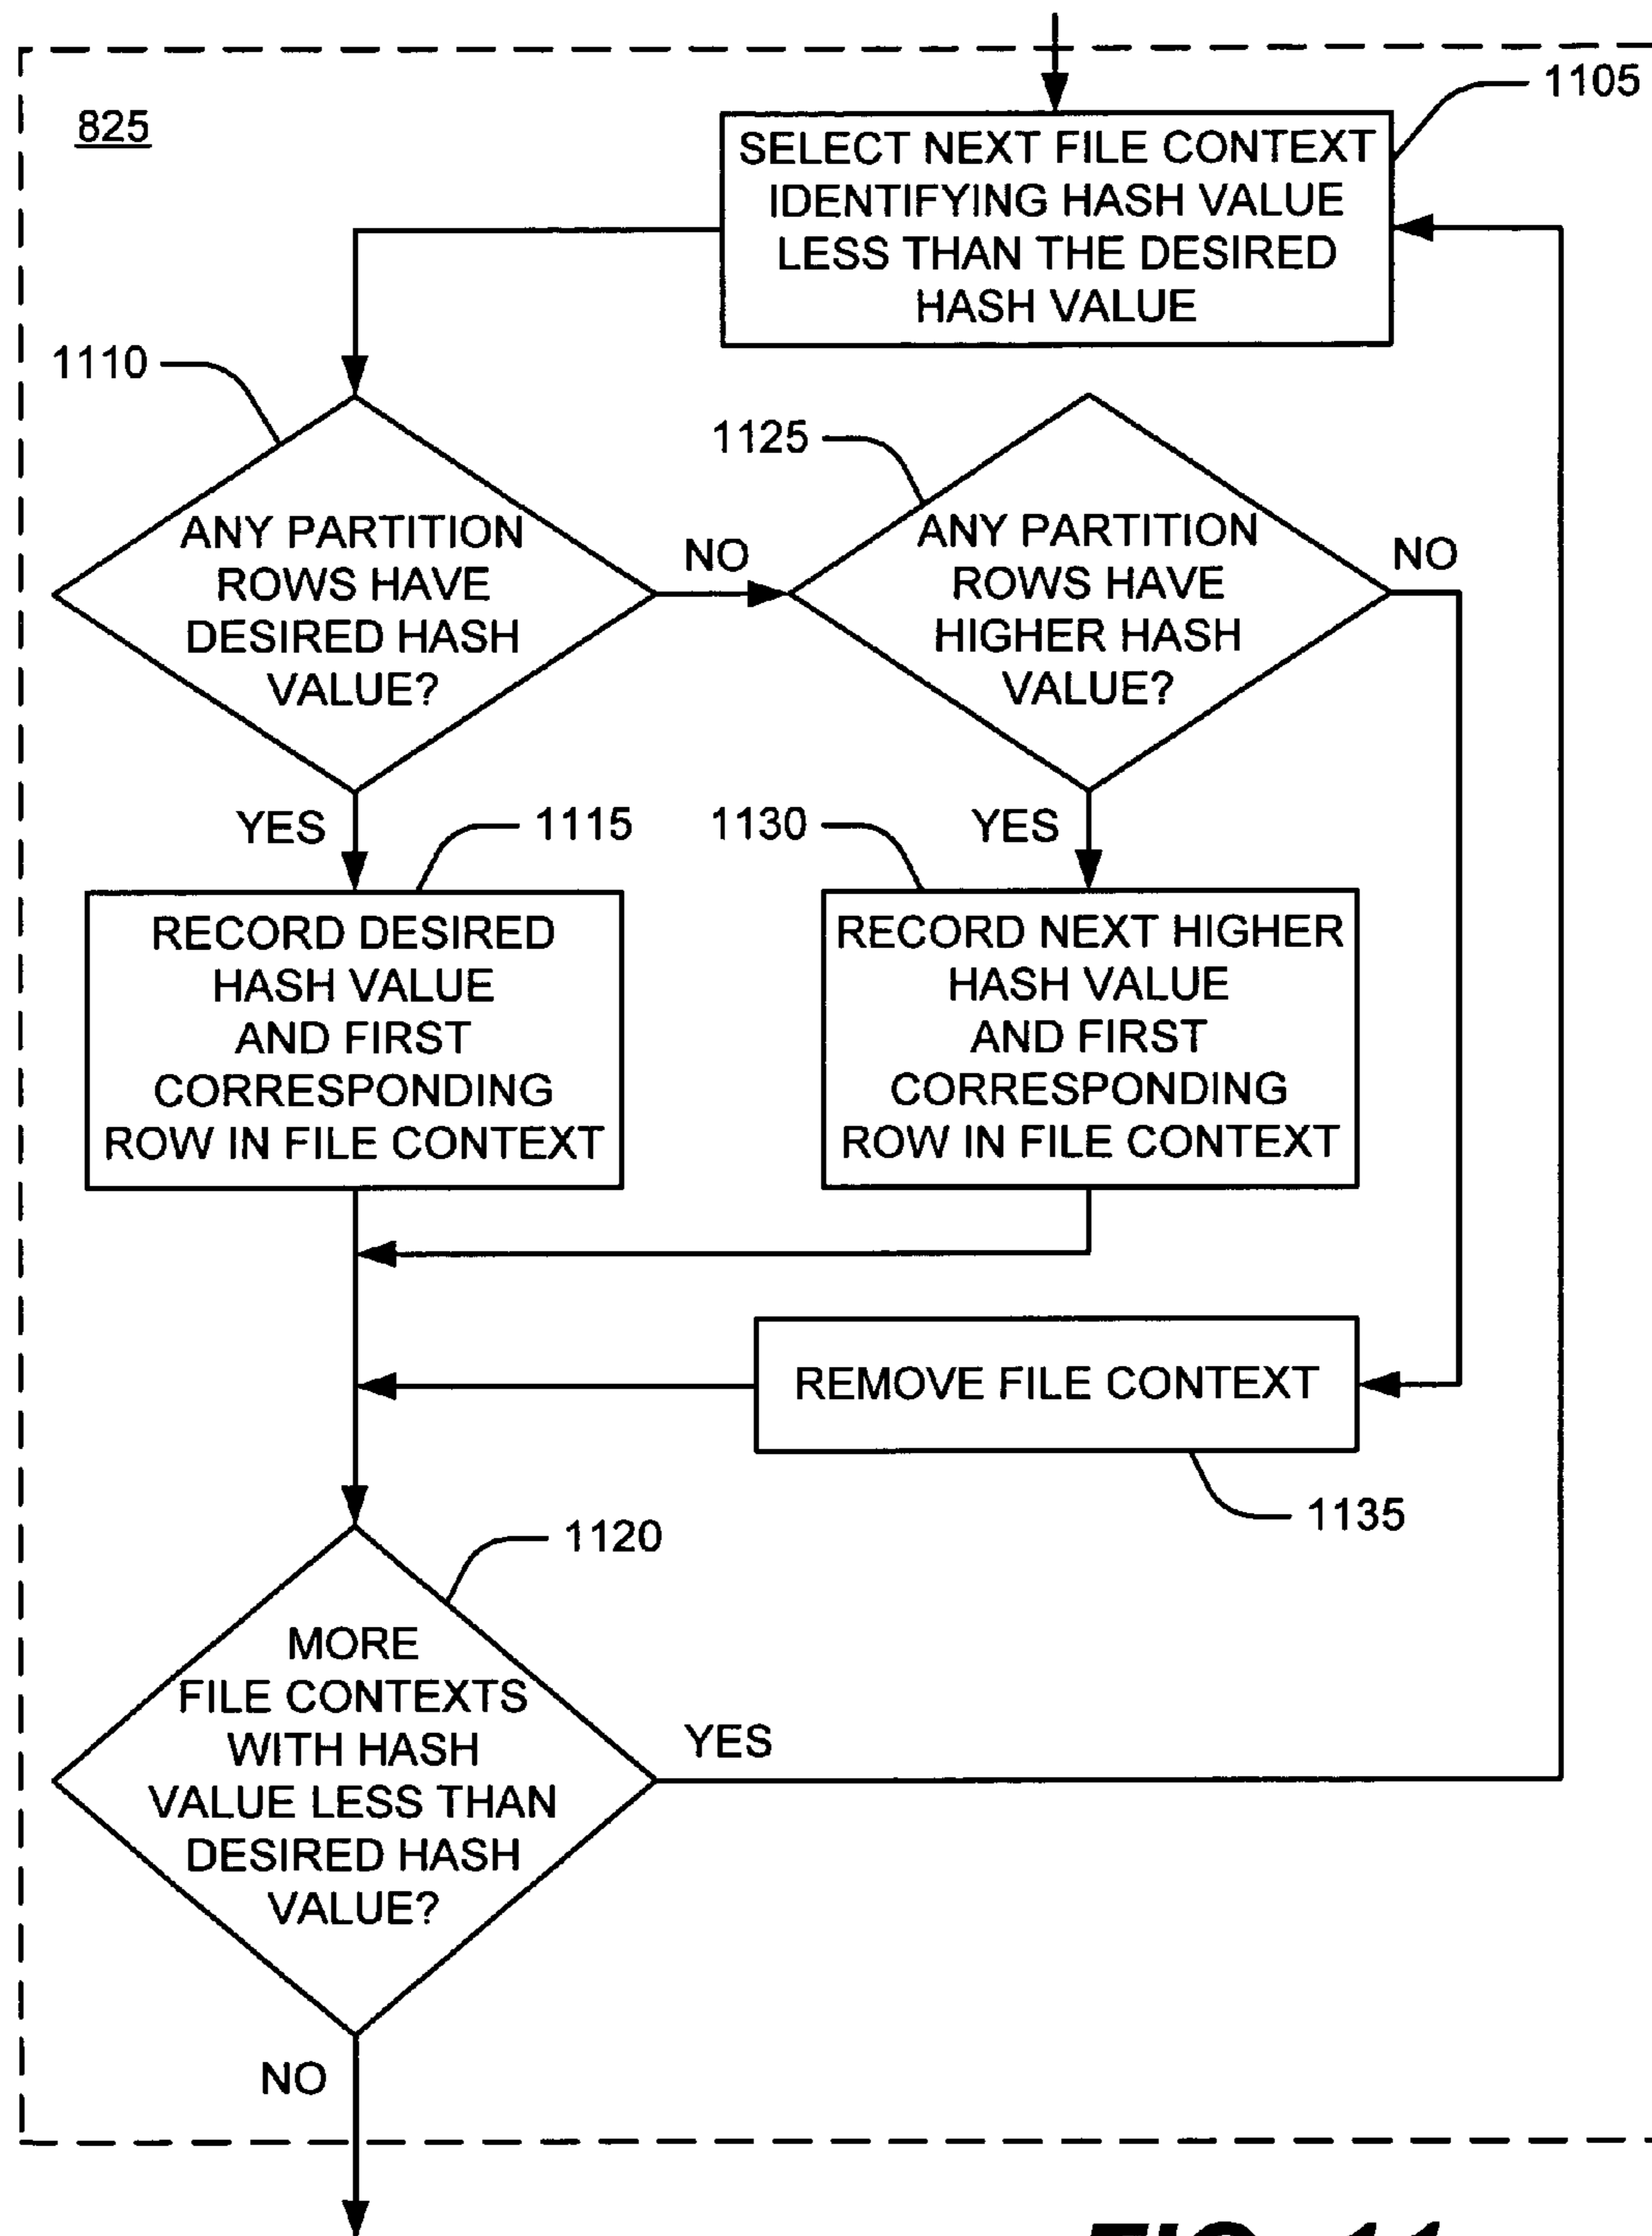 1105
825
SELECT NEXT FILE CONTEXT
IDENTIFYING HASH VALUE
LESS THAN THE DESIRED
HASH VALUE
1110
1125
ANY PARTITION
ROWS HAVE
DESIRED HASH
VALUE?
NO
ANY PARTITION
ROWS HAVE
HIGHER HASH
VALUE?
NO
YES
1115
1130
YES
RECORD DESIRED
HASH VALUE
AND FIRST
CORRESPONDING
ROW IN FILE CONTEXT
RECORD NEXT HIGHER
HASH VALUE
AND FIRST
CORRESPONDING
ROW IN FILE CONTEXT
REMOVE FILE CONTEXT
1135
1120
MORE
FILE CONTEXTS
WITH HASH
VALUE LESS THAN
DESIRED HASH
VALUE?
YES
NO
FIG. 11